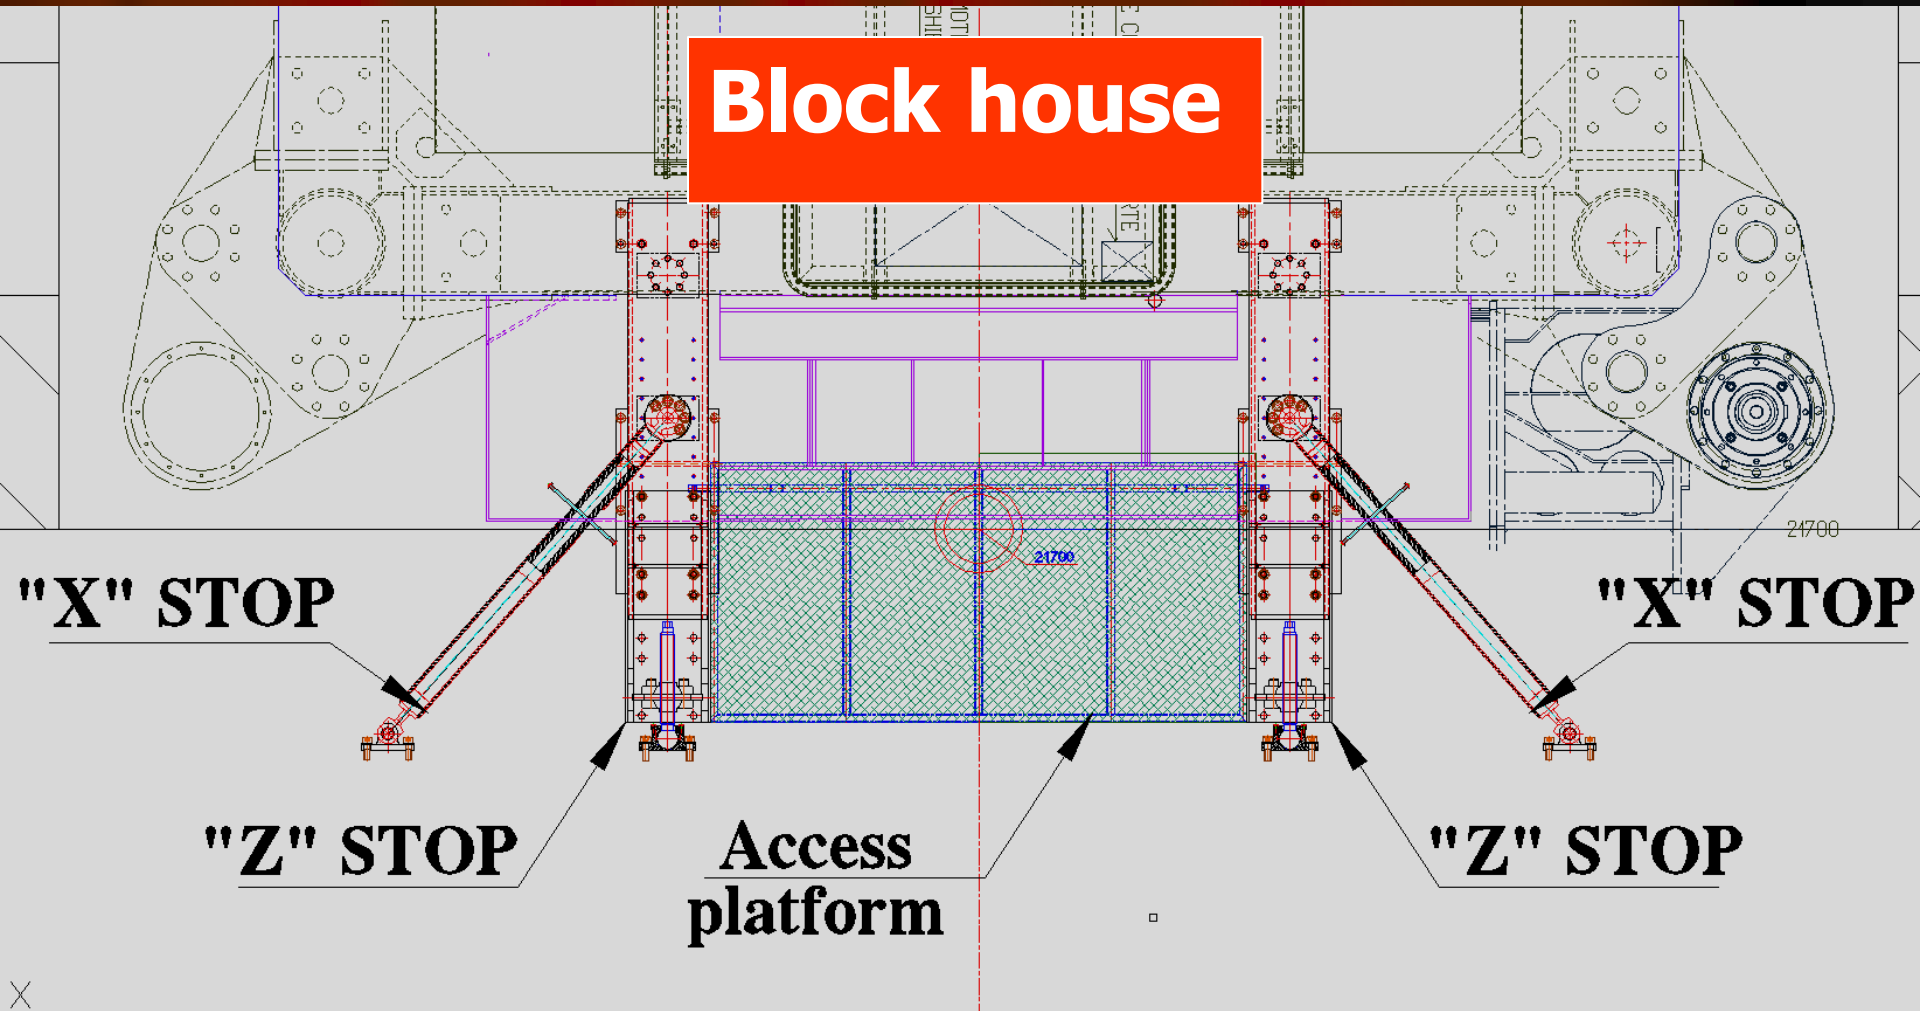 Block house
21700
21700
"X" STOP
"X" STOP
"Z" STOP
Access
platform
"Z" STOP
X